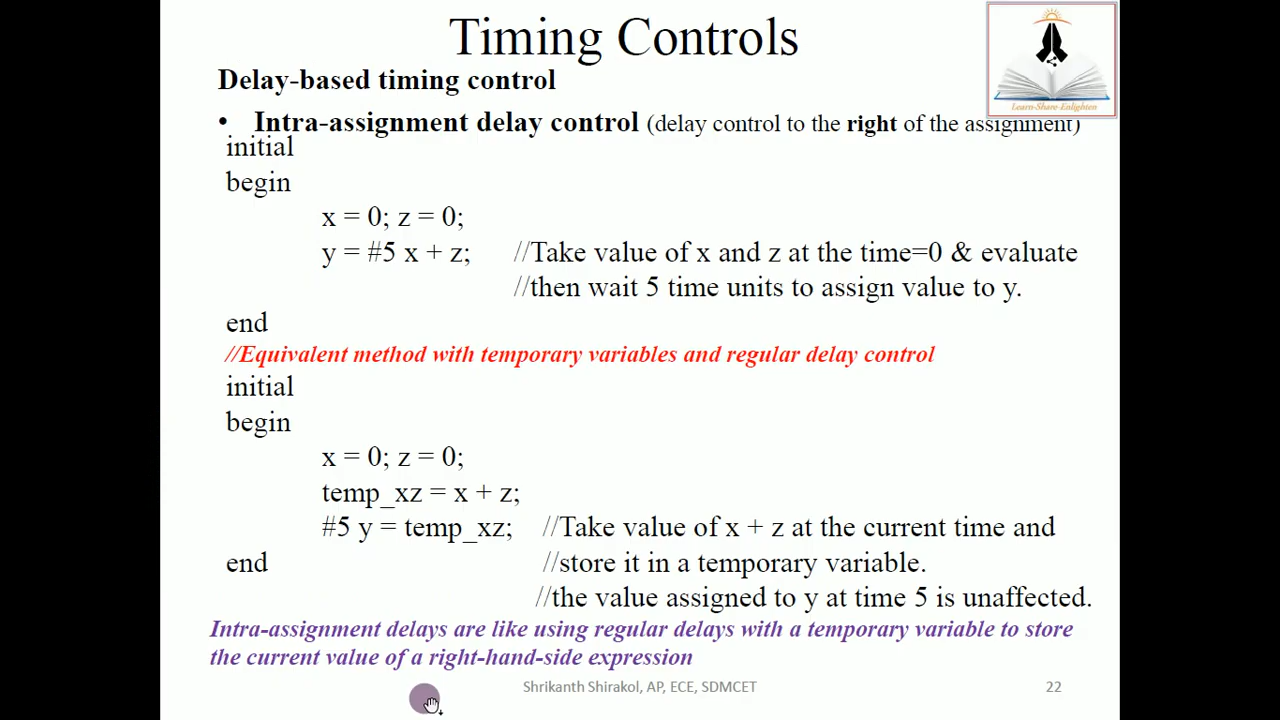 Timing Controls
Learn-Share-Enlighten
Delay-based timing control
• Intra-assignment delay control (delay control to the right of the assignment)
initial
begin
x = 0; z = 0;
y = #5 x + z; //Take value of x and z at the time=0 & evaluate
//then wait 5 time units to assign value to y.
end
//Equivalent method with temporary variables and regular delay control
initial
begin
x = 0; z = 0;
temp_xz = x + z;
#5 y = temp_xz; //Take value of x + z at the current time and
end //store it in a temporary variable.
//the value assigned to y at time 5 is unaffected.
Intra-assignment delays are like using regular delays with a temporary variable to store
the current value of a right-hand-side expression
Shrikanth Shirakol, AP, ECE, SDMCET 22